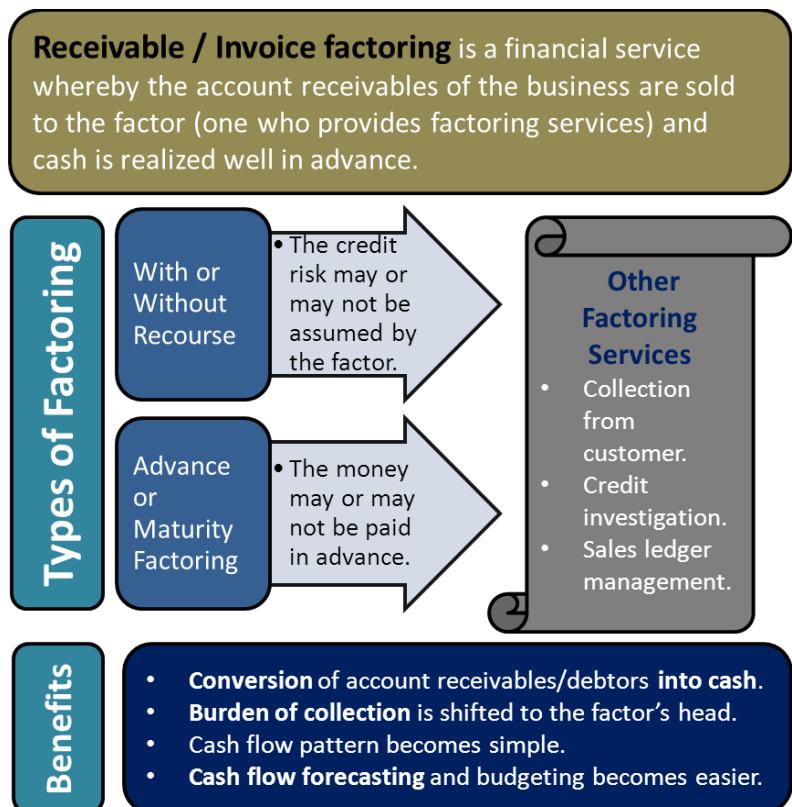 Receivable / Invoice factoring is a financial service
whereby the account receivables of the business are sold
to the factor (one who provides factoring services) and
cash is realized well in advance.
Types of Factoring
With or
Without
Recourse
• The credit
risk may or
may not be
assumed by
the factor.
Advance
or
Maturity
Factoring
• The money
may or may
not be paid
in advance.
Other
Factoring
Services
• Collection
from
customer.
• Credit
investigation.
• Sales ledger
management.
Benefits
• Conversion of account receivables/debtors into cash.
• Burden of collection is shifted to the factor’s head.
• Cash flow pattern becomes simple.
• Cash flow forecasting and budgeting becomes easier.